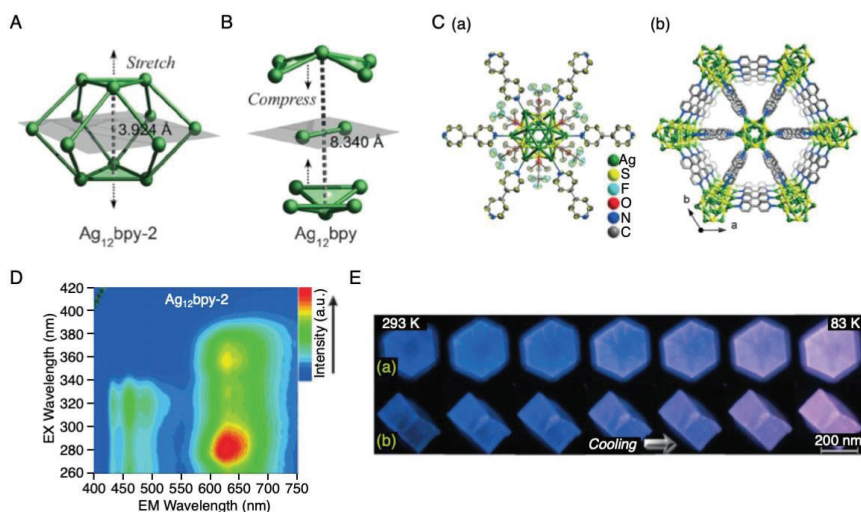 A
Stretch
3.924 Å
Ag12bpy-2
B
Compress
8.340 Å
Ag12bpy
C (a)
Ag
S
F
O
N
C
(b)
b
a
D
Ag12bpy-2
EX Wavelength (nm)
420
400
380
360
340
320
300
280
260
400 450 500 550 600 650 700 750
EM Wavelength (nm)
Intensity (a.u.)
E
293 K
83 K
(a)
(b)
Cooling
200 nm